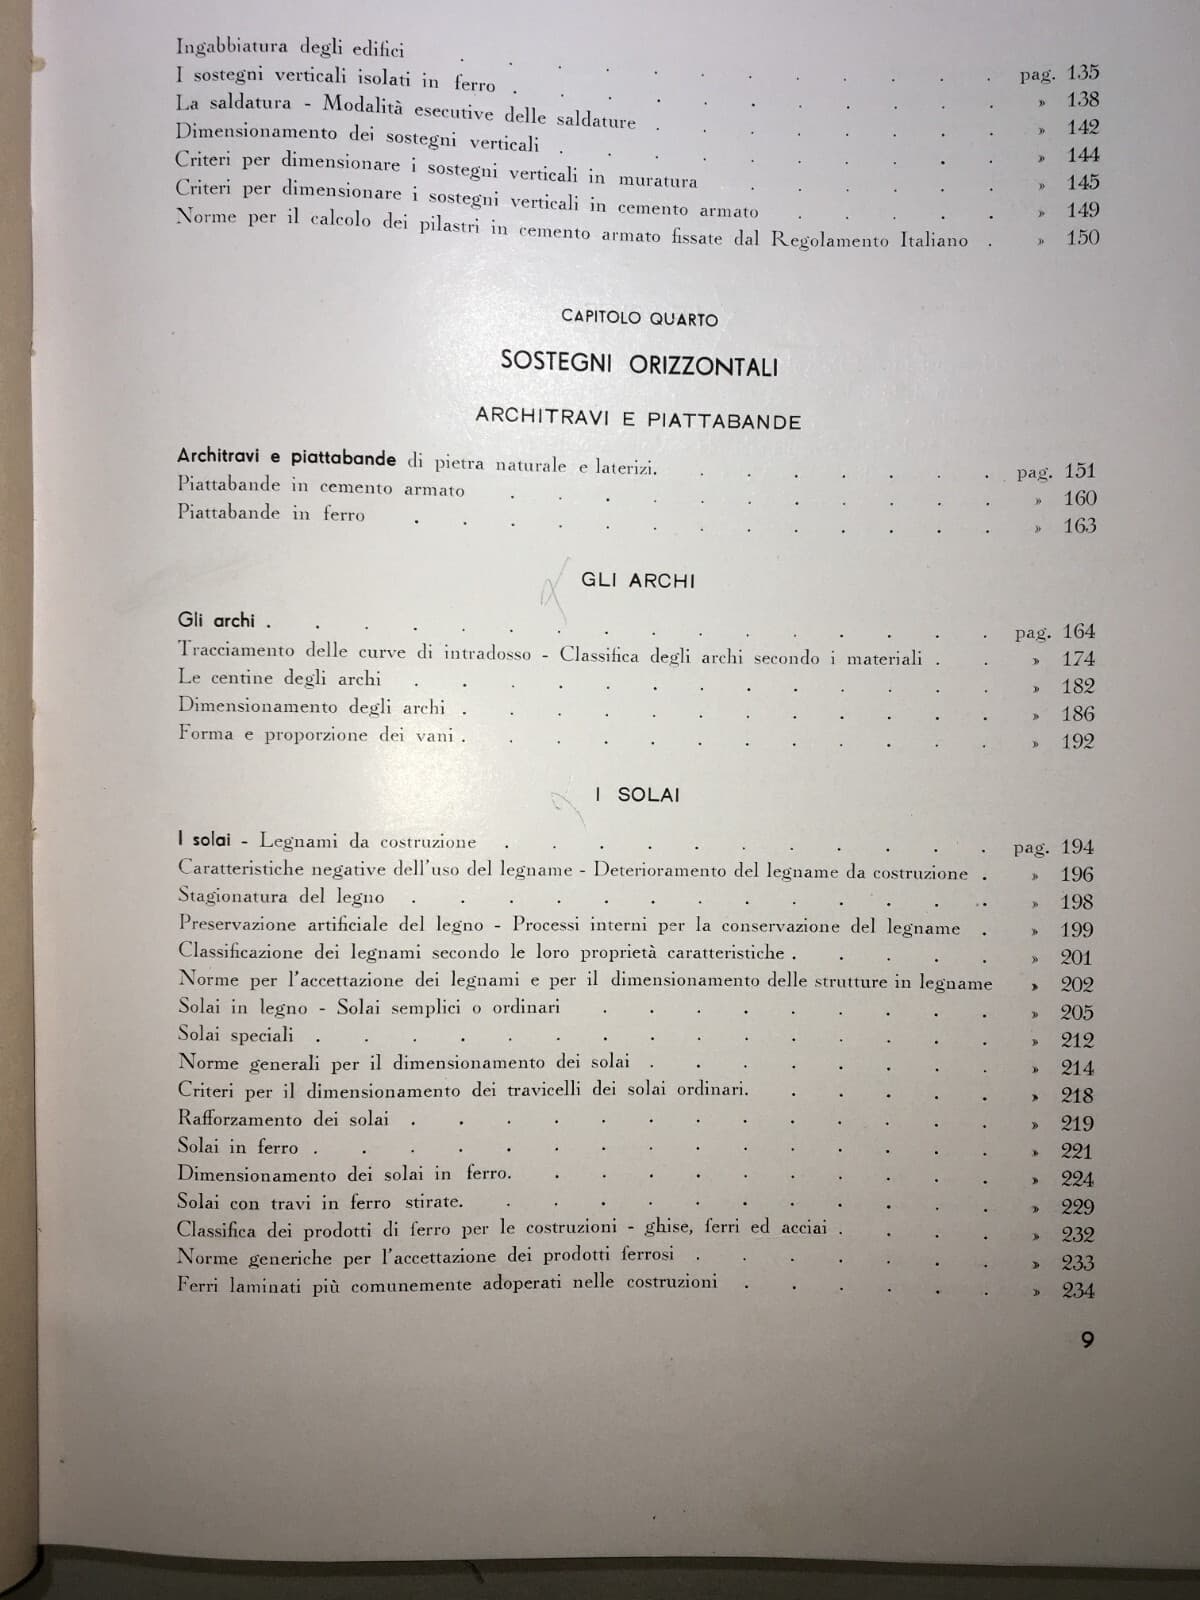 Ingabbiatura degli edifici . . . . . . . . . . . . pag. 135
I sostegni verticali isolati in ferro . . . . . . . . . . . » 138
La saldatura - Modalità esecutive delle saldature . . . . . . . . » 142
Dimensionamento dei sostegni verticali . . . . . . . . . . » 144
Criteri per dimensionare i sostegni verticali in muratura . . . . . . » 145
Criteri per dimensionare i sostegni verticali in cemento armato . . . . . » 149
Norme per il calcolo dei pilastri in cemento armato fissate dal Regolamento Italiano . » 150
CAPITOLO QUARTO
SOSTEGNI ORIZZONTALI
ARCHITRAVI E PIATTABANDE
Architravi e piattabande di pietra naturale e laterizi. . . . . . . . pag. 151
Piattabande in cemento armato . . . . . . . . . . . » 160
Piattabande in ferro . . . . . . . . . . . . . » 163
GLI ARCHI
Gli archi . . . . . . . . . . . . . . . . pag. 164
Tracciamento delle curve di intradosso - Classifica degli archi secondo i materiali . . » 174
Le centine degli archi . . . . . . . . . . . . . » 182
Dimensionamento degli archi . . . . . . . . . . . . » 186
Forma e proporzione dei vani . . . . . . . . . . . . » 192
I SOLAI
I solai - Legnami da costruzione . . . . . . . . . . . pag. 194
Caratteristiche negative dell'uso del legname - Deterioramento del legname da costruzione . » 196
Stagionatura del legno . . . . . . . . . . . . . » 198
Preservazione artificiale del legno - Processi interni per la conservazione del legname . » 199
Classificazione dei legnami secondo le loro proprietà caratteristiche . . . . . » 201
Norme per l'accettazione dei legnami e per il dimensionamento delle strutture in legname » 202
Solai in legno - Solai semplici o ordinari . . . . . . . . . » 205
Solai speciali . . . . . . . . . . . . . . . » 212
Norme generali per il dimensionamento dei solai . . . . . . . . » 214
Criteri per il dimensionamento dei travicelli dei solai ordinari. . . . . . » 218
Rafforzamento dei solai . . . . . . . . . . . . . » 219
Solai in ferro . . . . . . . . . . . . . . . » 221
Dimensionamento dei solai in ferro. . . . . . . . . . . » 224
Solai con travi in ferro stirate. . . . . . . . . . . . » 229
Classifica dei prodotti di ferro per le costruzioni - ghise, ferri ed acciai . . . . » 232
Norme generiche per l'accettazione dei prodotti ferrosi . . . . . . . » 233
Ferri laminati più comunemente adoperati nelle costruzioni . . . . . . » 234
9